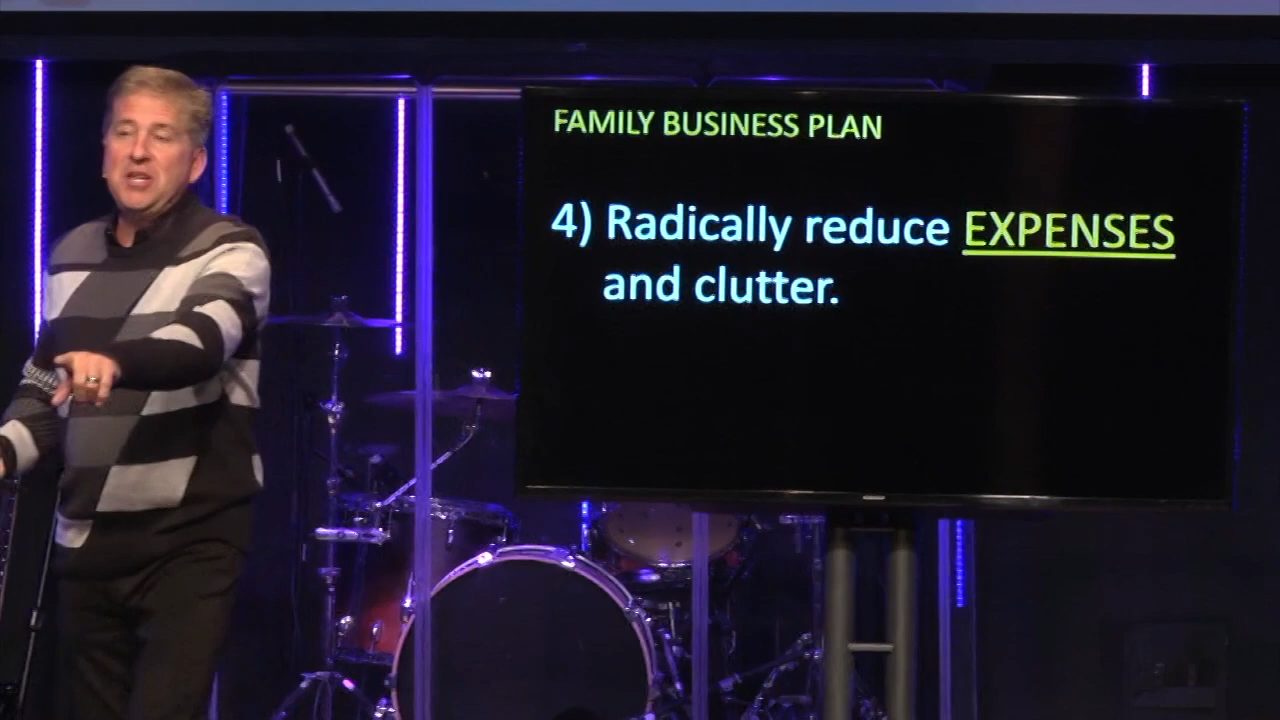 FAMILY BUSINESS PLAN
4) Radically reduce EXPENSES
and clutter.